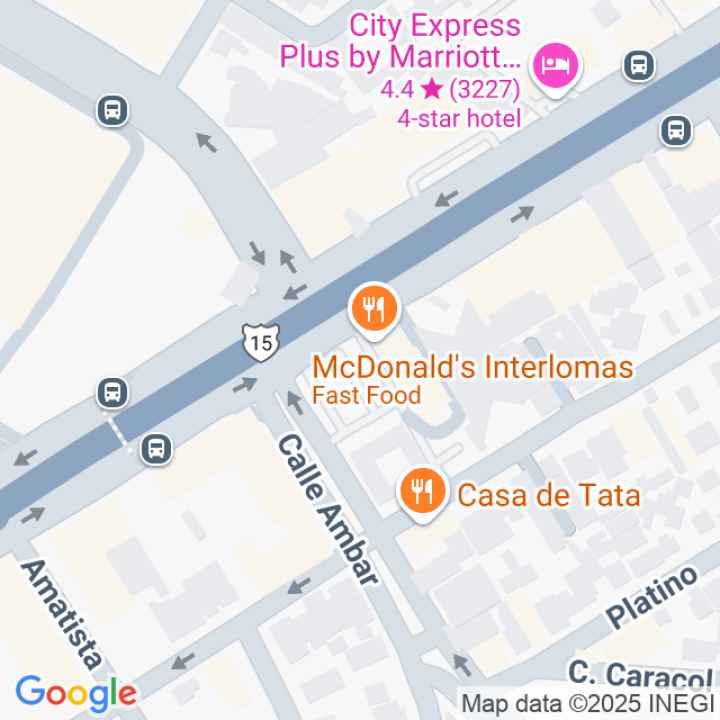 City Express
Plus by Marriott...
4.4 ★ (3227)
4-star hotel
15
McDonald's Interlomas
Fast Food
Calle Ambar
Casa de Tata
Amatista
Platino
C. Caracol
Google
Map data ©2025 INEGI